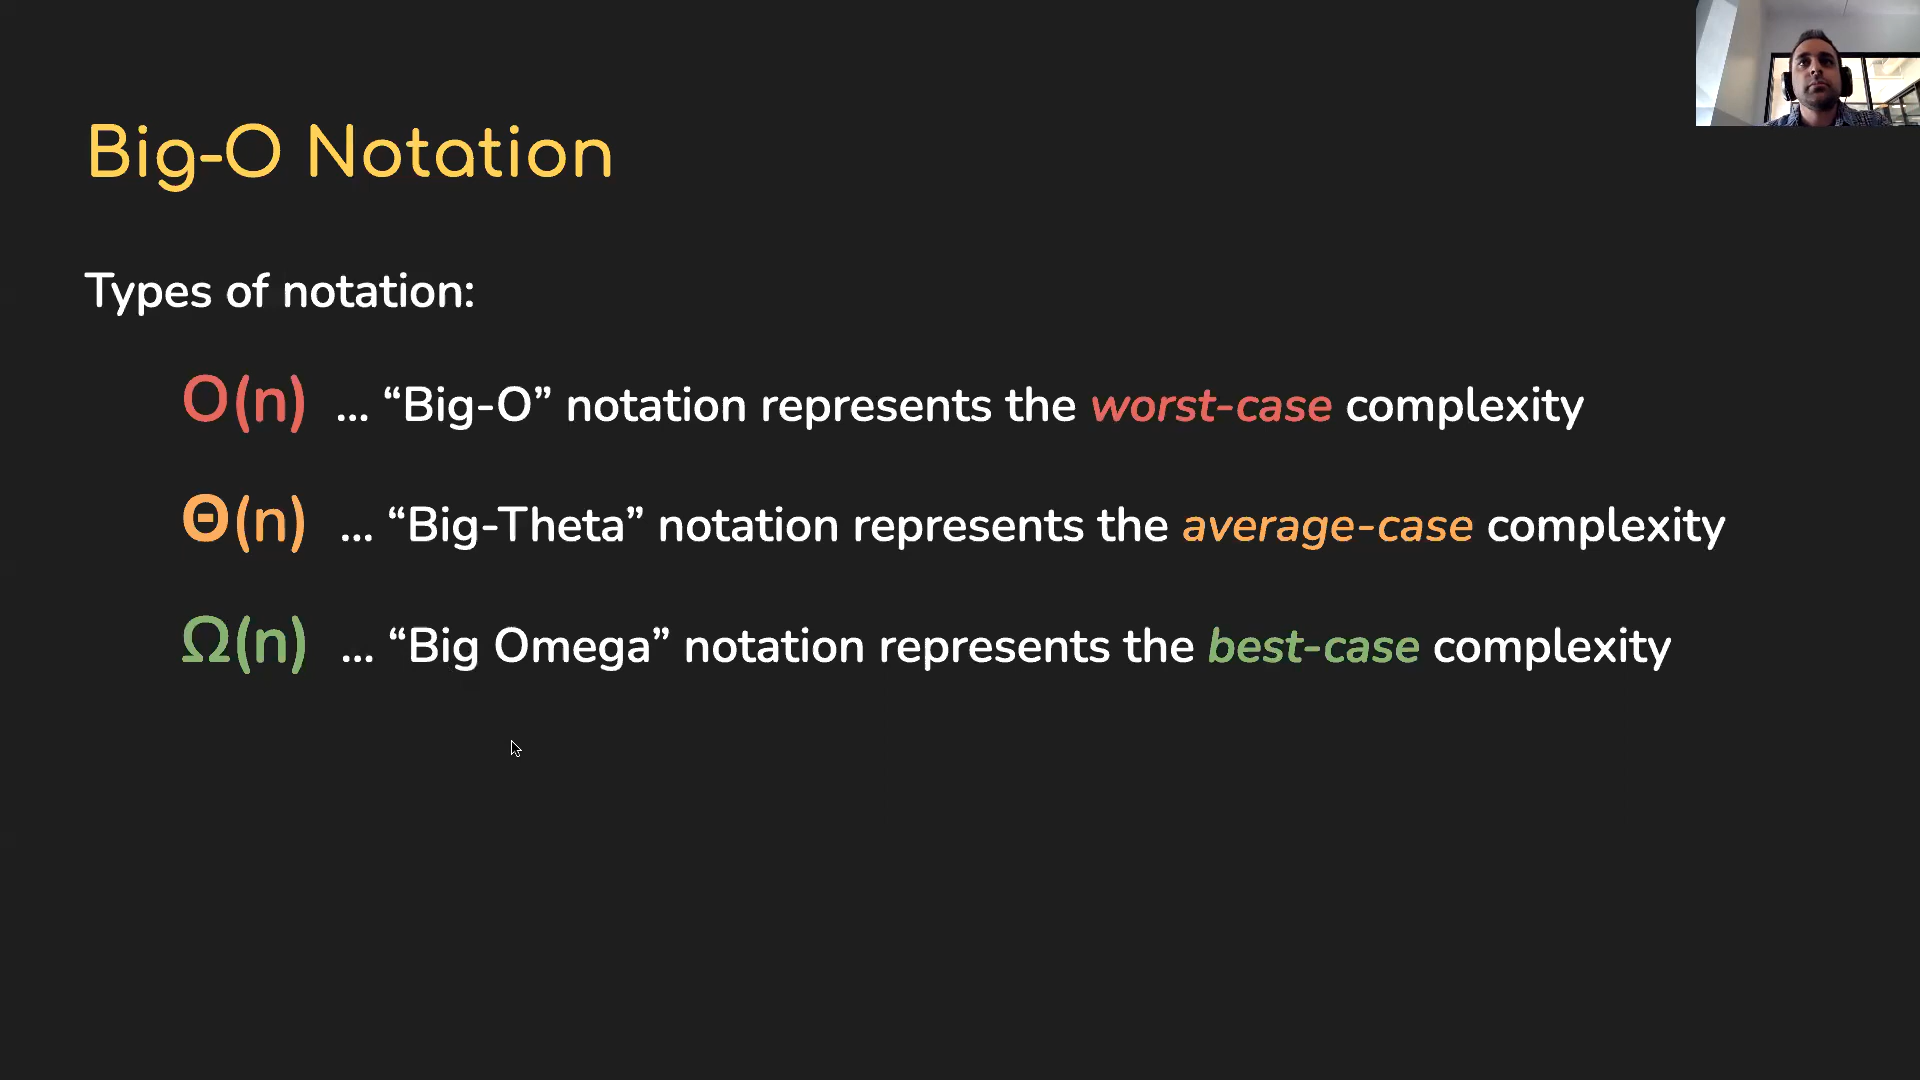 Big-O Notation
Types of notation:
O(n) ... “Big-O” notation represents the worst-case complexity
Θ(n) ... “Big-Theta” notation represents the average-case complexity
Ω(n) ... “Big Omega” notation represents the best-case complexity